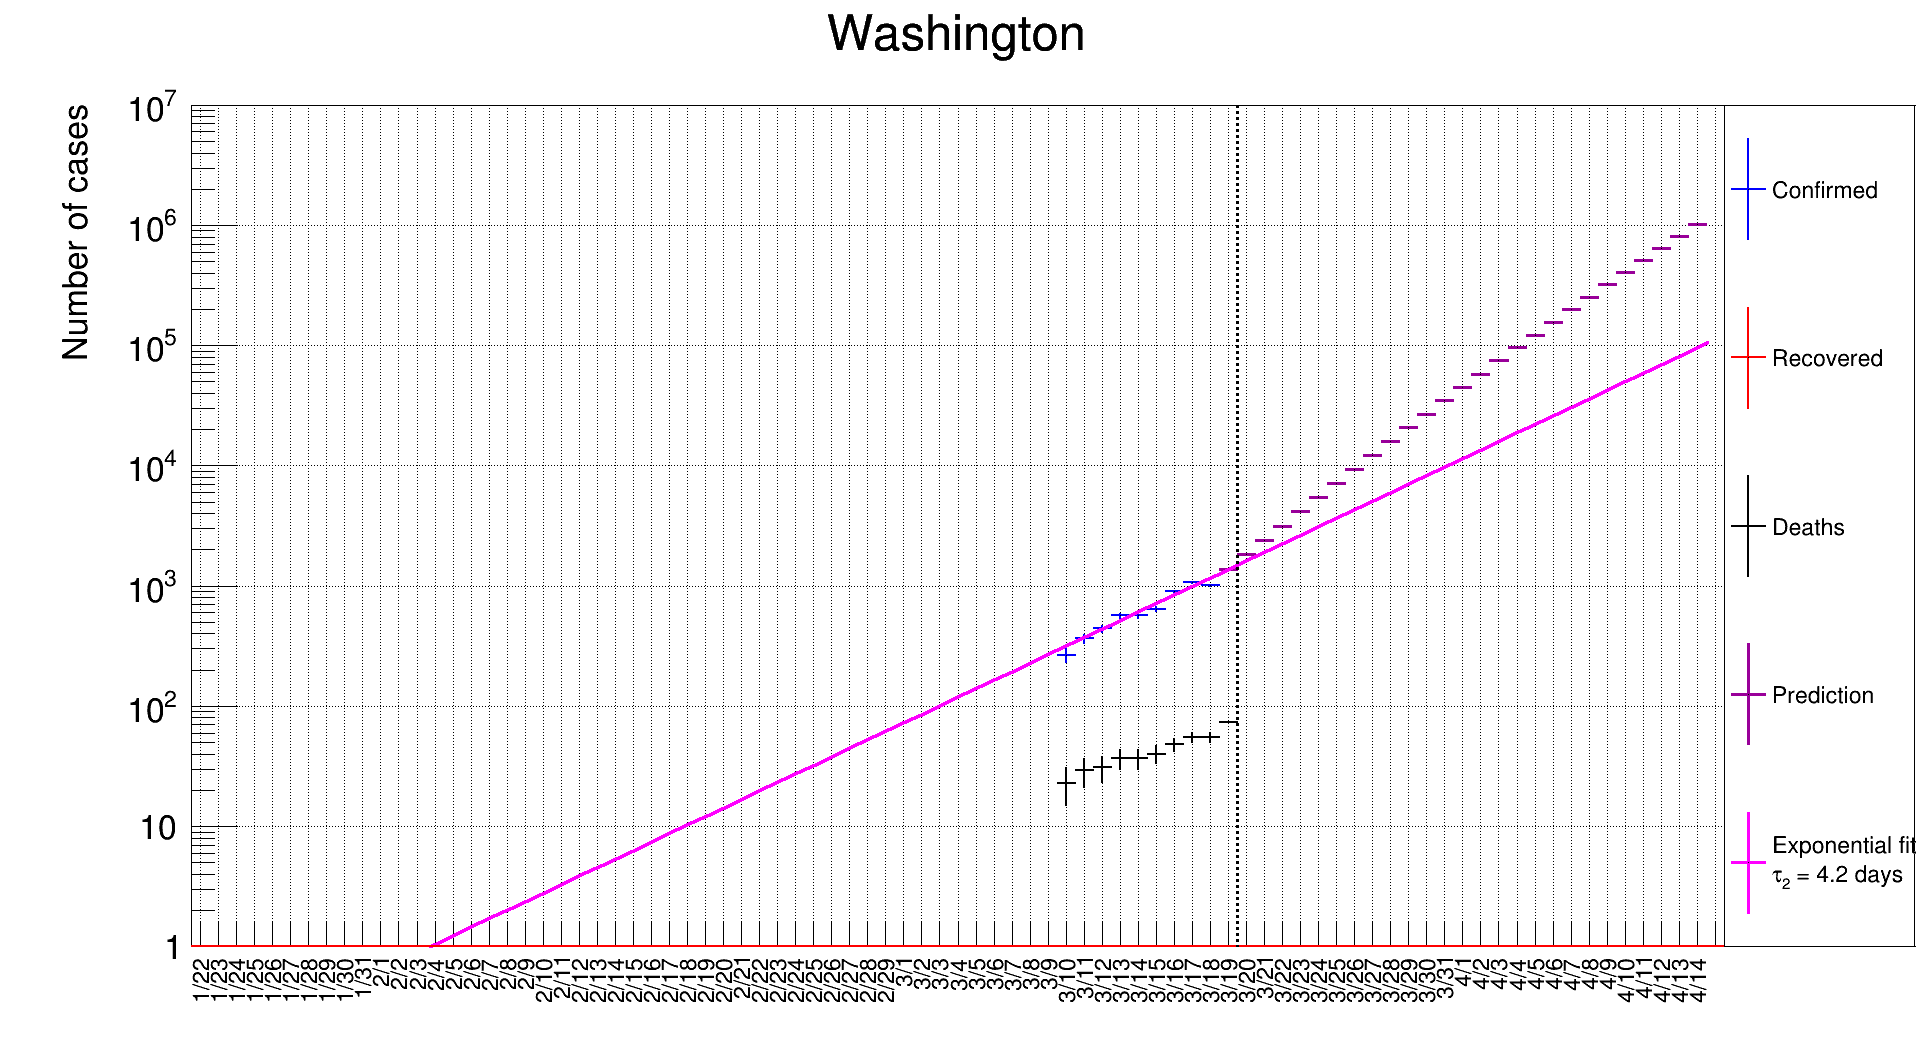 Washington
Number of cases
10^7
10^6
10^5
10^4
10^3
10^2
10
1
1/22 1/23 1/24 1/25 1/26 1/27 1/28 1/29 1/30 1/31 2/1 2/2 2/3 2/4 2/5 2/6 2/7 2/8 2/9 2/10 2/11 2/12 2/13 2/14 2/15 2/16 2/17 2/18 2/19 2/20 2/21 2/22 2/23 2/24 2/25 2/26 2/27 2/28 2/29 3/1 3/2 3/3 3/4 3/5 3/6 3/7 3/8 3/9 3/10 3/11 3/12 3/13 3/14 3/15 3/16 3/17 3/18 3/19 3/20 3/21 3/22 3/23 3/24 3/25 3/26 3/27 3/28 3/29 3/30 3/31 4/1 4/2 4/3 4/4 4/5 4/6 4/7 4/8 4/9 4/10 4/11 4/12 4/13 4/14
Confirmed
Recovered
Deaths
Prediction
Exponential fit
τ₂ = 4.2 days